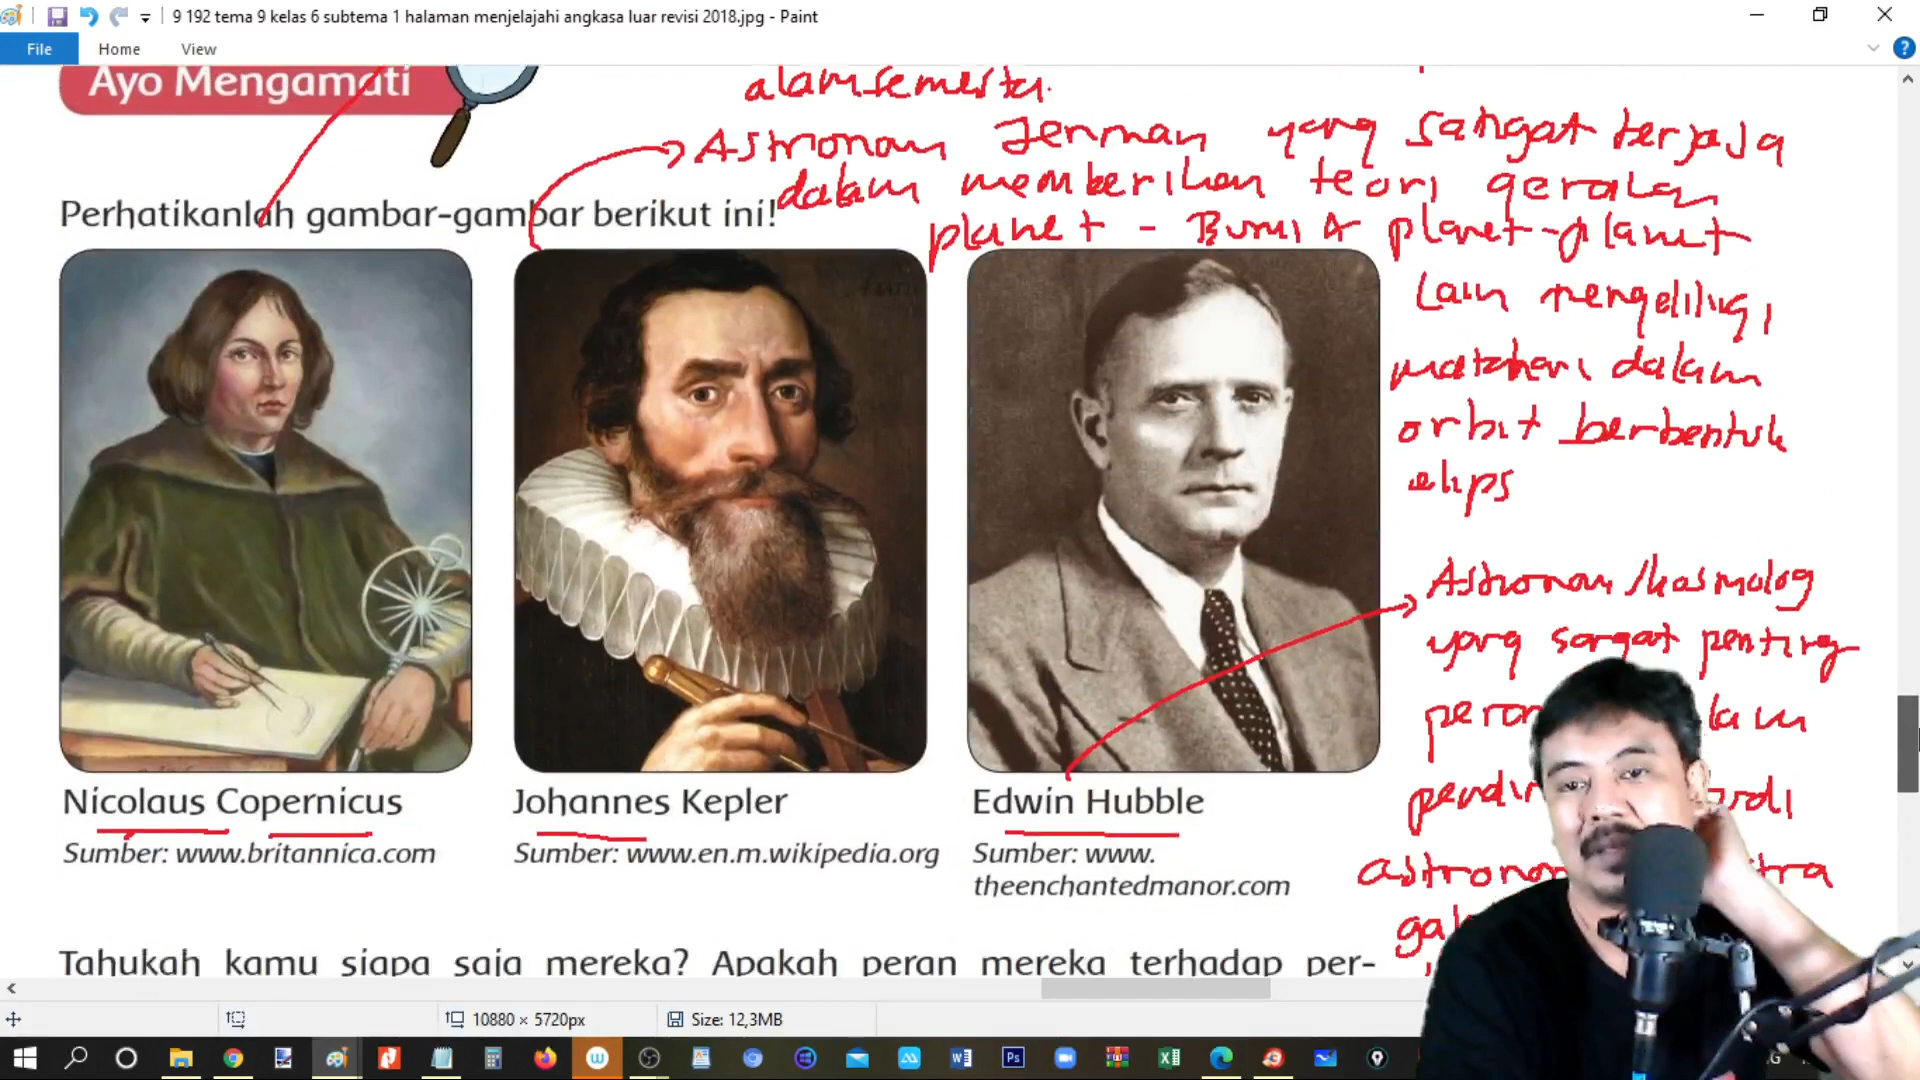 9 192 tema 9 kelas 6 subtema 1 halaman menjelajahi angkasa luar revisi 2018.jpg - Paint
File Home View
Ayo Mengamati
alam semesta.
Astronom Jerman yang sangat berjasa
dalam memberikan teori gerakan
planet - Bumi & planet-planet
Perhatikanlah gambar-gambar berikut ini!
lain mengelilingi
matahari dalam
orbit berbentuk
elips
Astronom/kosmolog
yang sangat penting
Nicolaus Copernicus
Johannes Kepler
Edwin Hubble
Sumber: www.britannica.com
Sumber: www.en.m.wikipedia.org
Sumber: www.
theenchantedmanor.com
Tahukah kamu siapa saja mereka? Apakah peran mereka terhadap per-
10880 × 5720px
Size: 12,3MB